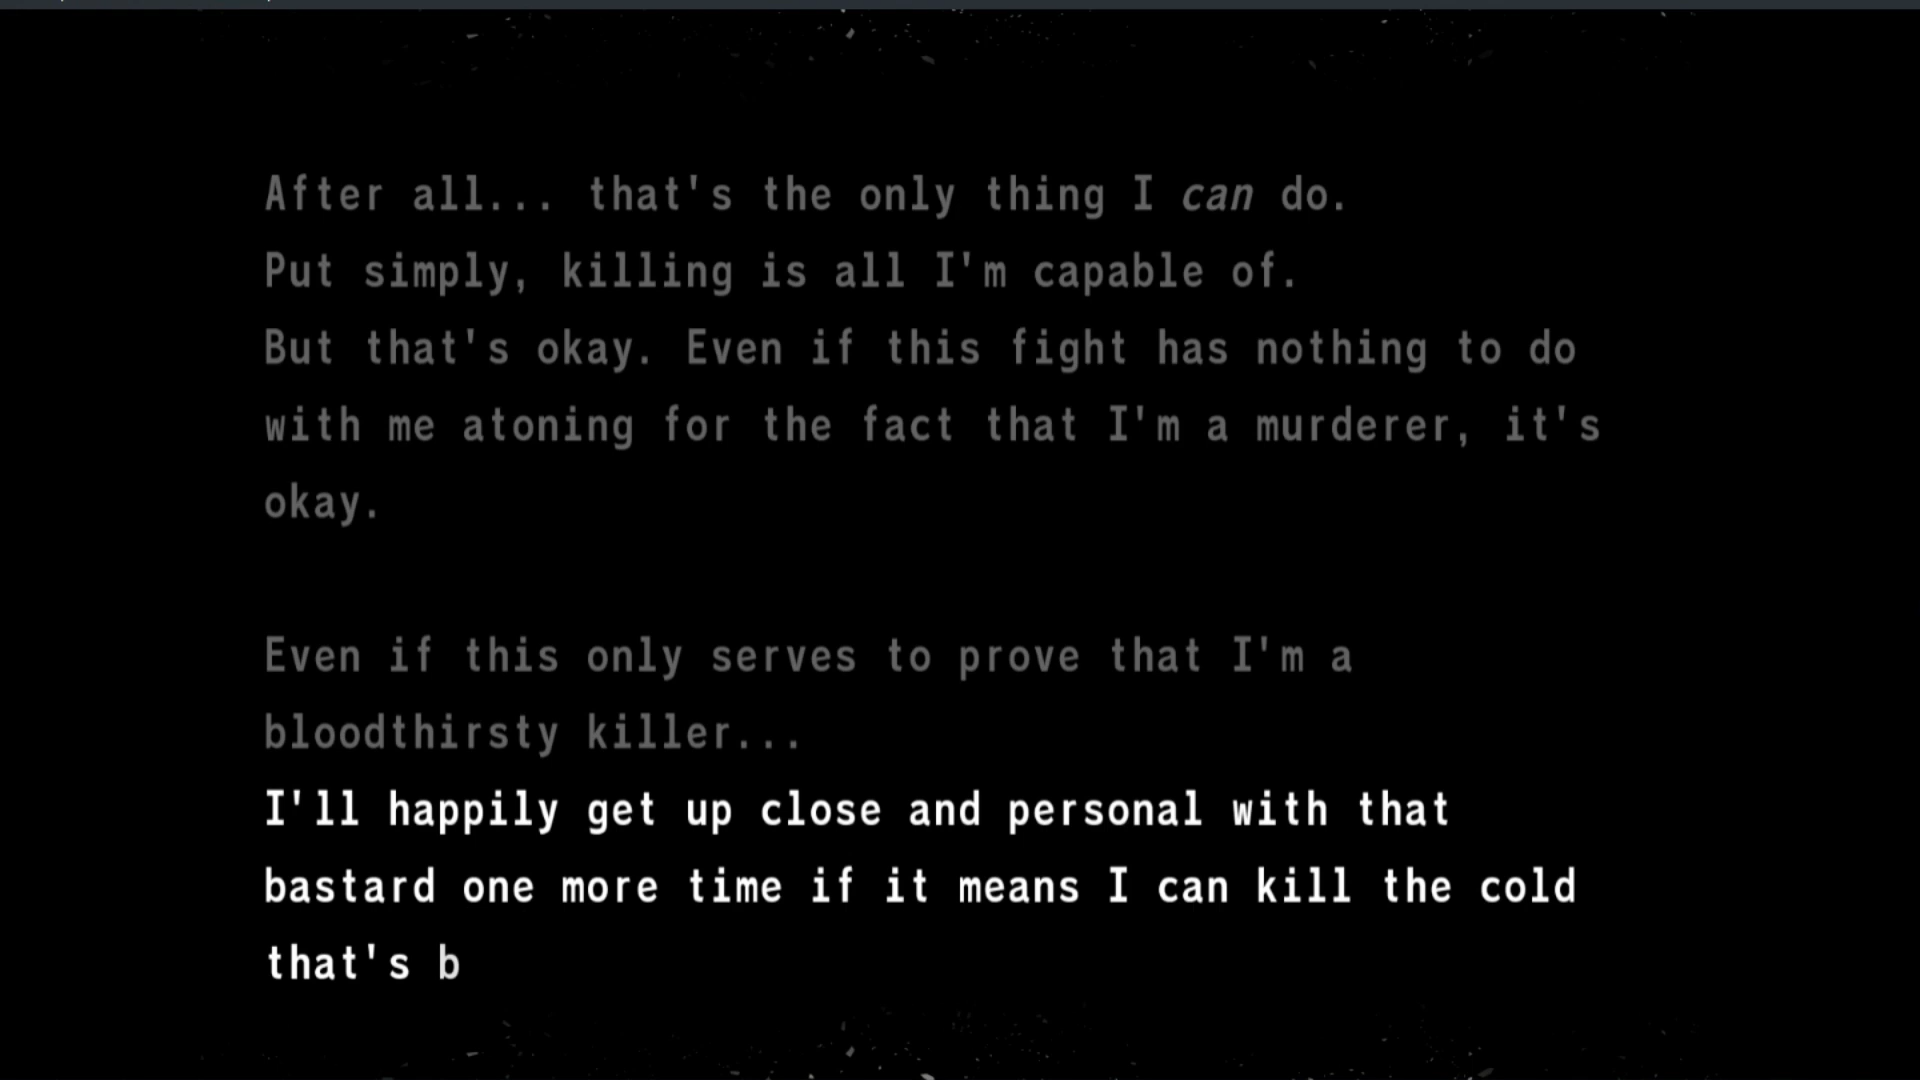 After all... that's the only thing I can do.
Put simply, killing is all I'm capable of.
But that's okay. Even if this fight has nothing to do
with me atoning for the fact that I'm a murderer, it's
okay.
Even if this only serves to prove that I'm a
bloodthirsty killer...
I'll happily get up close and personal with that
bastard one more time if it means I can kill the cold
that's b